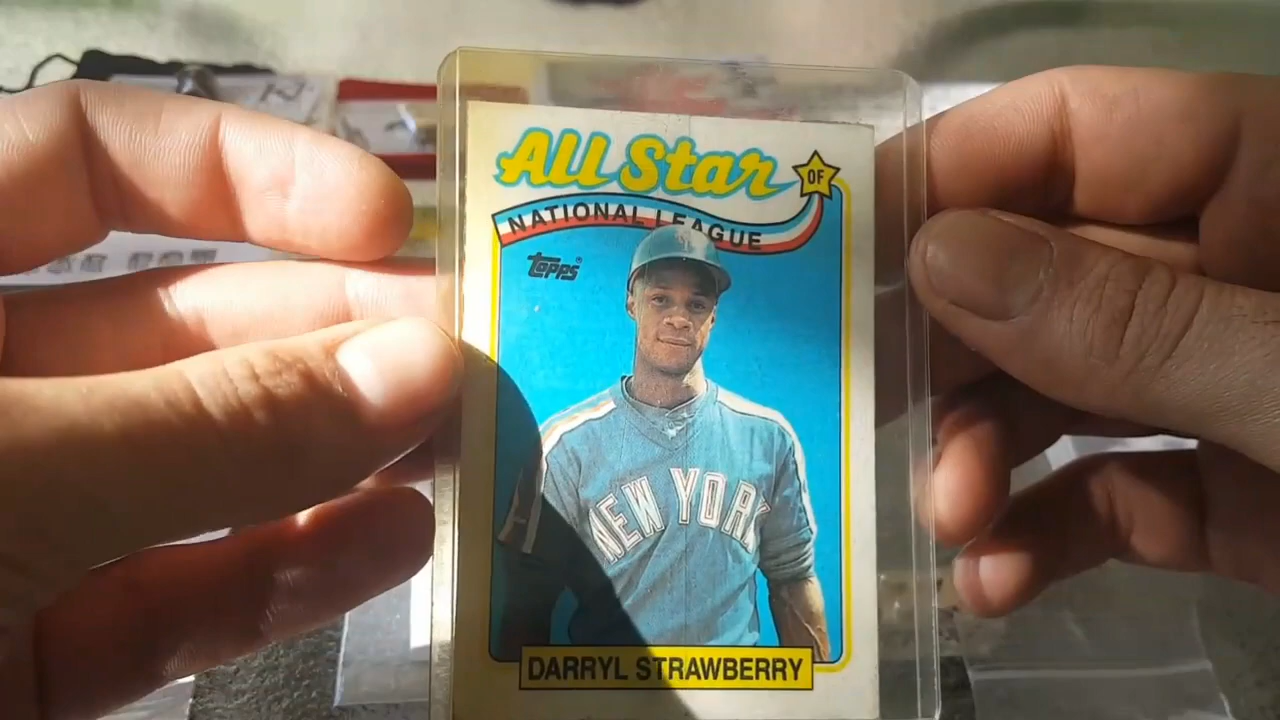 All Star
OF
NATIONAL LEAGUE
Topps®
NEW YORK
DARRYL STRAWBERRY